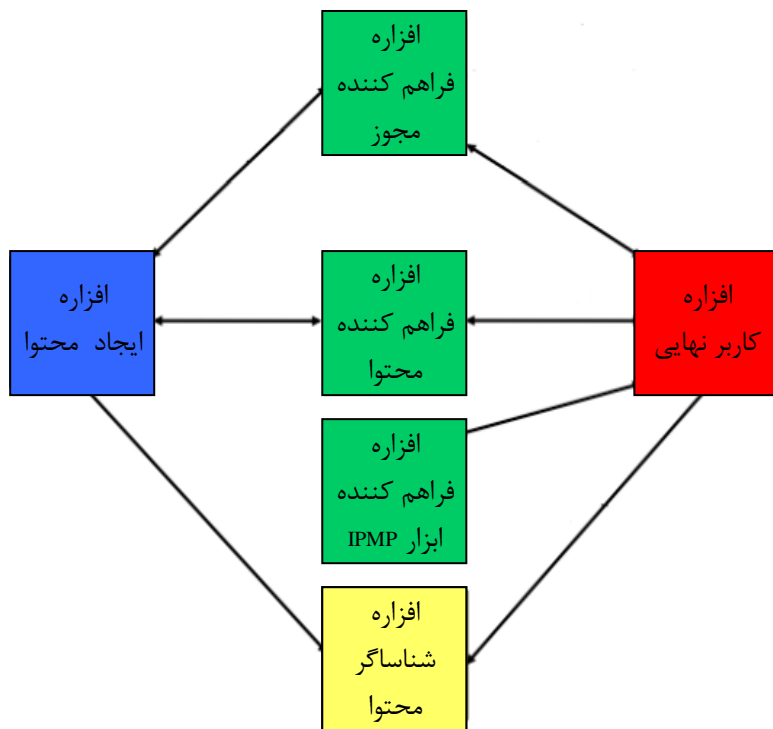 افزاره
فراهم کننده
مجوز
افزاره
کاربر نهایی
افزاره
فراهم کننده
محتوا
افزاره
ایجاد محتوا
افزاره
فراهم کننده
ابزار IPMP
افزاره
شناساگر
محتوا